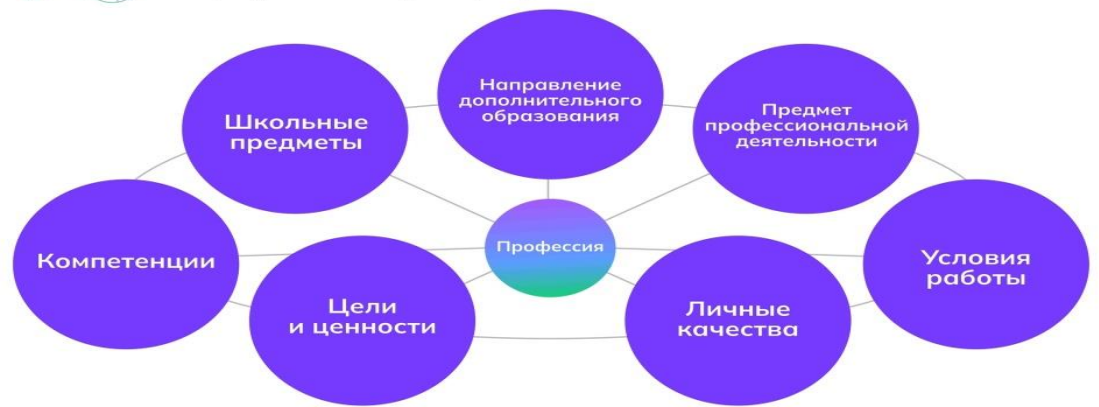 Направление
дополнительного
образования
Школьные
предметы
Предмет
профессиональной
деятельности
Профессия
Компетенции
Условия
работы
Цели
и ценности
Личные
качества